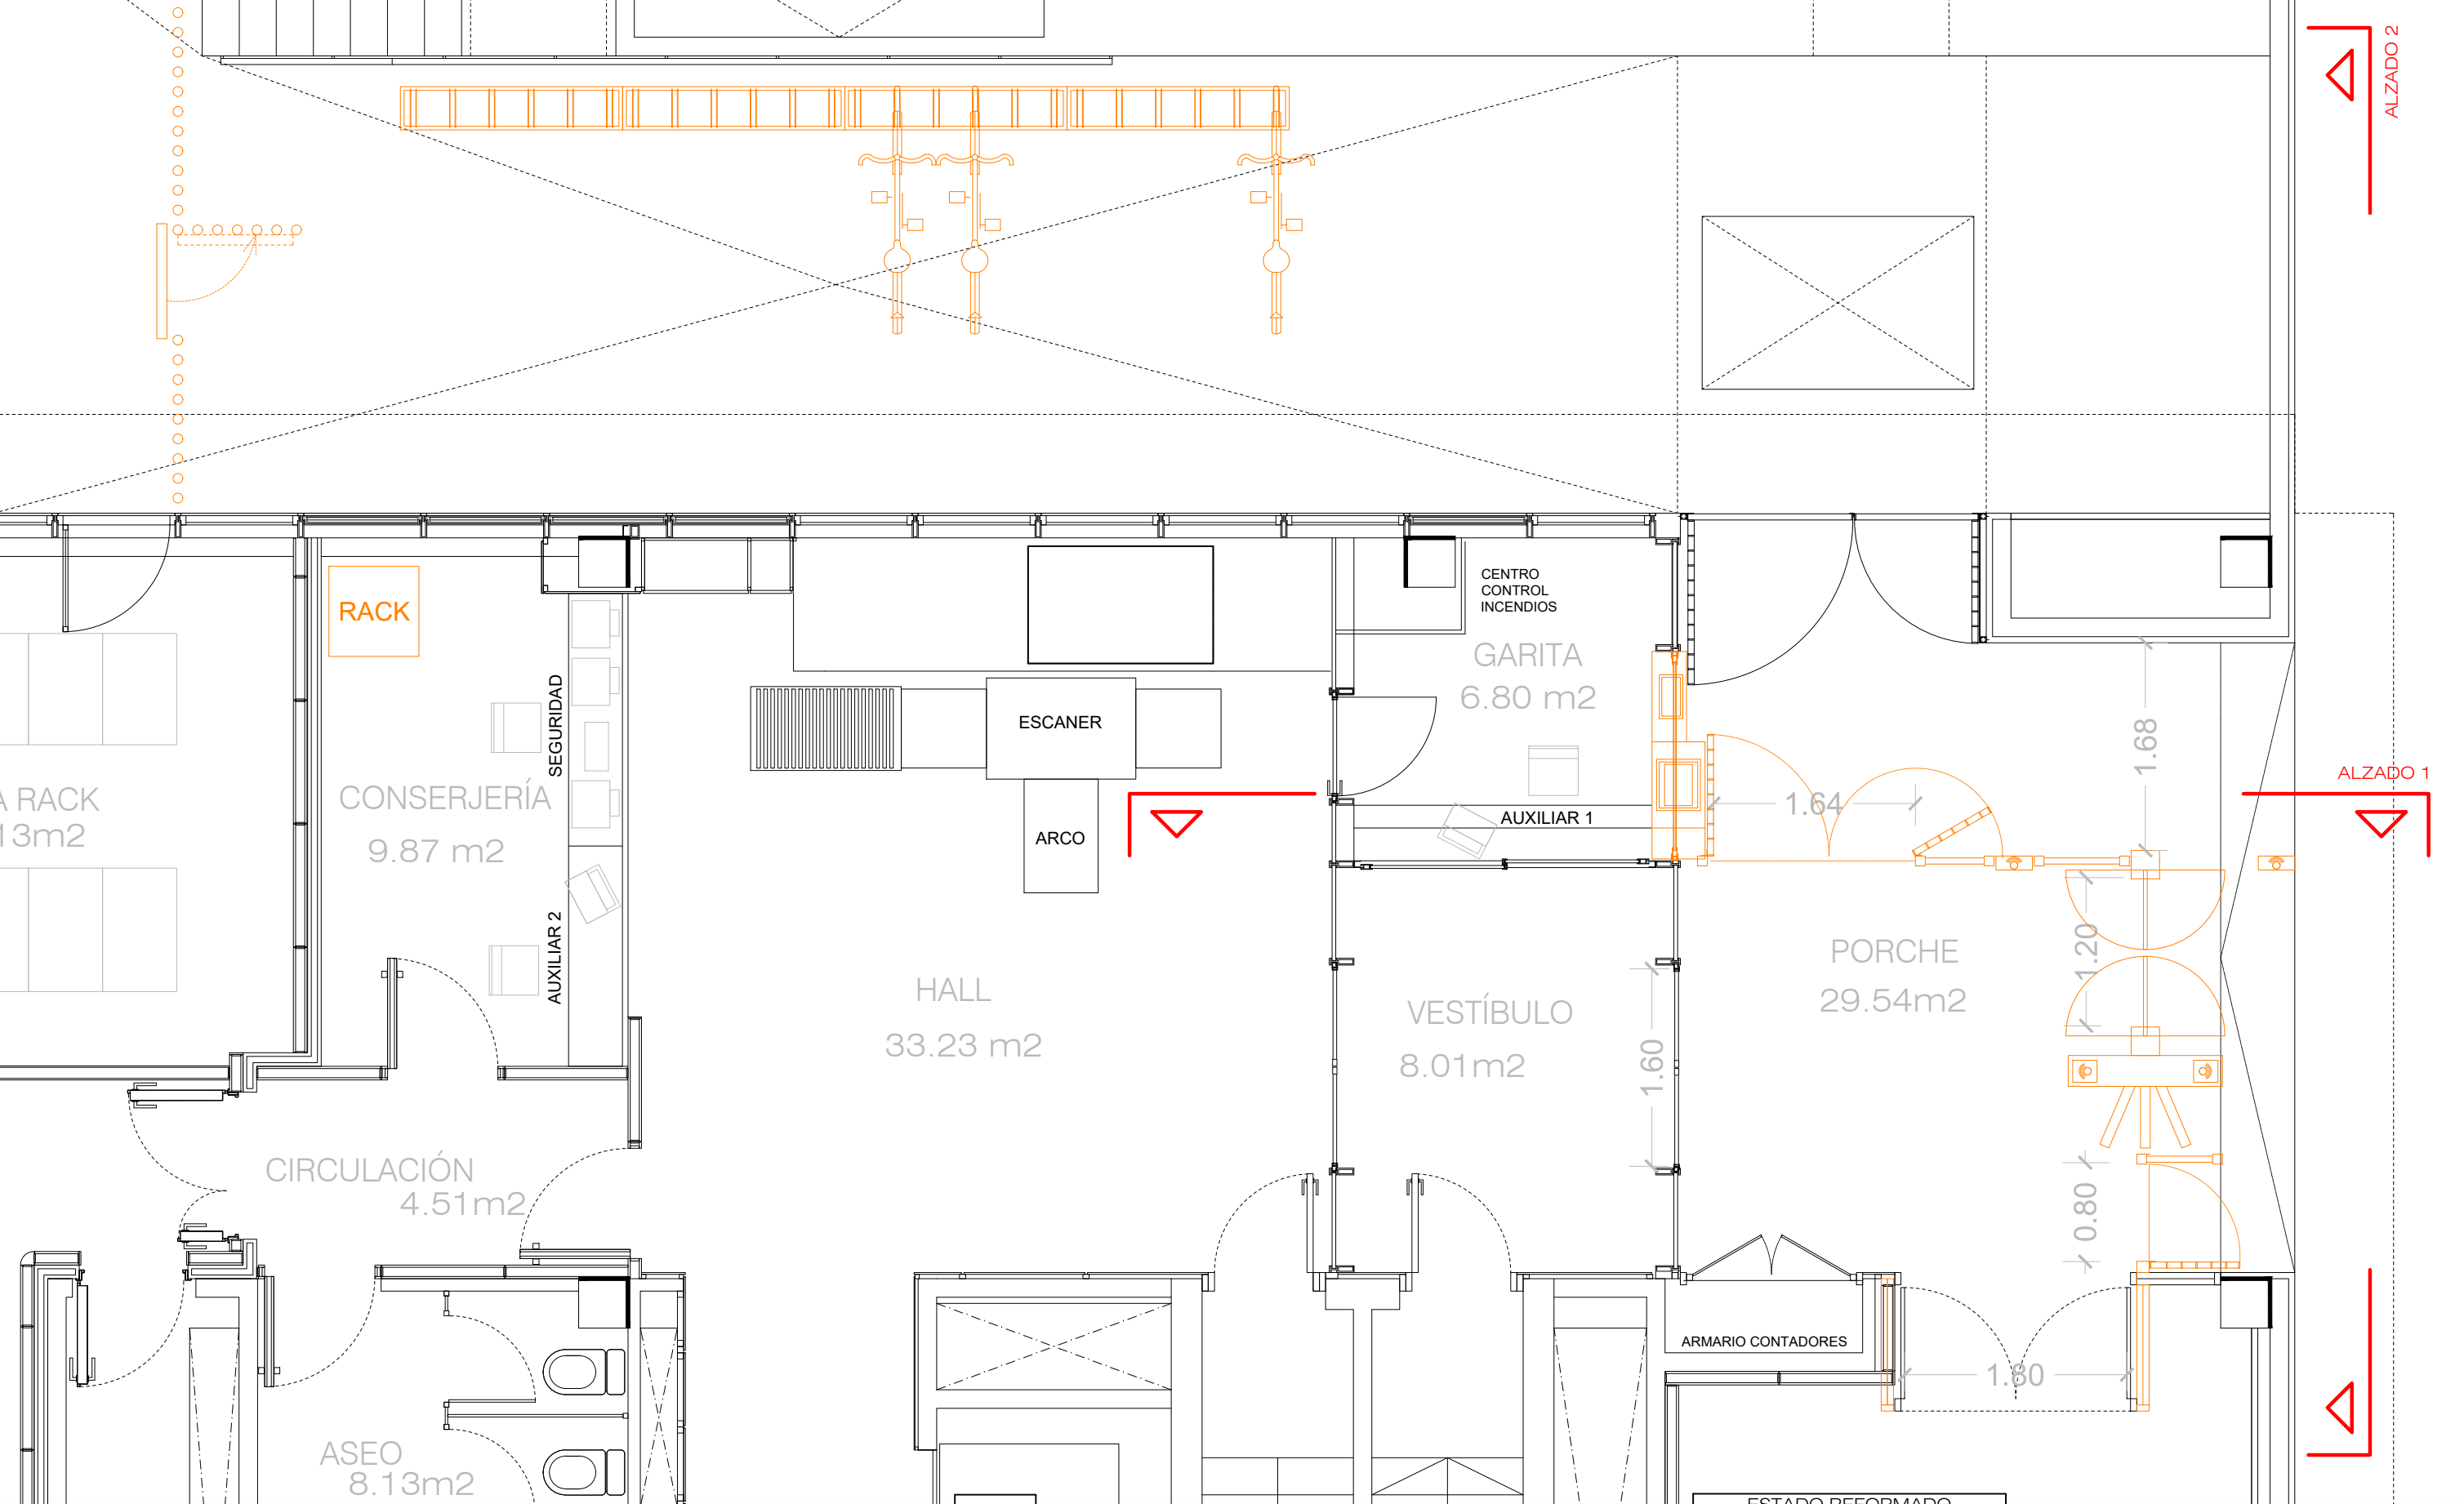 ALZADO 2
CENTRO
CONTROL
INCENDIOS
RACK
GARITA
6.80 m2
SEGURIDAD
ESCANER
1.68
ALZADO 1
A RACK
13m2
CONSERJERÍA
9.87 m2
1.64
AUXILIAR 1
ARCO
AUXILIAR 2
HALL
33.23 m2
VESTÍBULO
8.01m2
1.60
PORCHE
29.54m2
1.20
CIRCULACIÓN
4.51m2
0.80
ARMARIO CONTADORES
1.80
ASEO
8.13m2
ESTADO REFORMADO